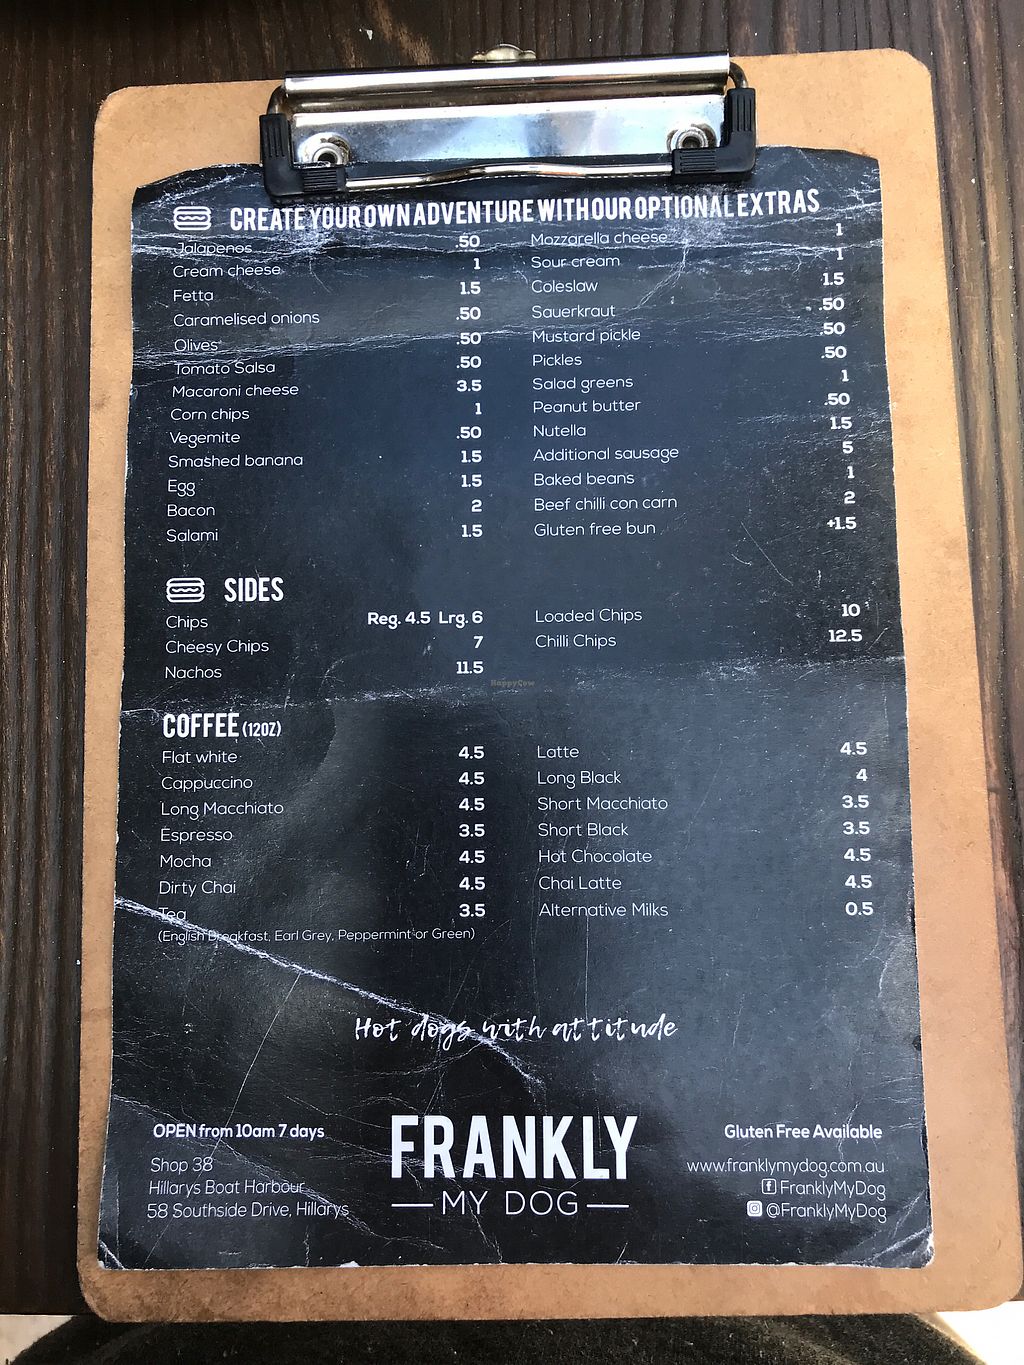 CREATE YOUR OWN ADVENTURE WITH OUR OPTIONAL EXTRAS
Jalapenos .50
Cream cheese 1
Fetta 1.5
Caramelised onions .50
Olives .50
Tomato Salsa .50
Macaroni cheese 3.5
Corn chips 1
Vegemite .50
Smashed banana 1.5
Egg 1.5
Bacon 2
Salami 1.5
Mozzarella cheese 1
Sour cream 1
Coleslaw 1.5
Sauerkraut .50
Mustard pickle .50
Pickles .50
Salad greens 1
Peanut butter .50
Nutella 1.5
Additional sausage 5
Baked beans 1
Beef chilli con carn 2
Gluten free bun +1.5
SIDES
Chips Reg. 4.5 Lrg. 6
Cheesy Chips 7
Nachos 11.5
Loaded Chips 10
Chilli Chips 12.5
HappyCow
COFFEE (12OZ)
Flat white 4.5
Cappuccino 4.5
Long Macchiato 4.5
Espresso 3.5
Mocha 4.5
Dirty Chai 4.5
Tea 3.5
(English Breakfast, Earl Grey, Peppermint or Green)
Latte 4.5
Long Black 4
Short Macchiato 3.5
Short Black 3.5
Hot Chocolate 4.5
Chai Latte 4.5
Alternative Milks 0.5
Hot dogs with attitude
FRANKLY
MY DOG
OPEN from 10am 7 days
Shop 38
Hillarys Boat Harbour
58 Southside Drive, Hillarys
Gluten Free Available
www.franklymydog.com.au
FranklyMyDog
@FranklyMyDog